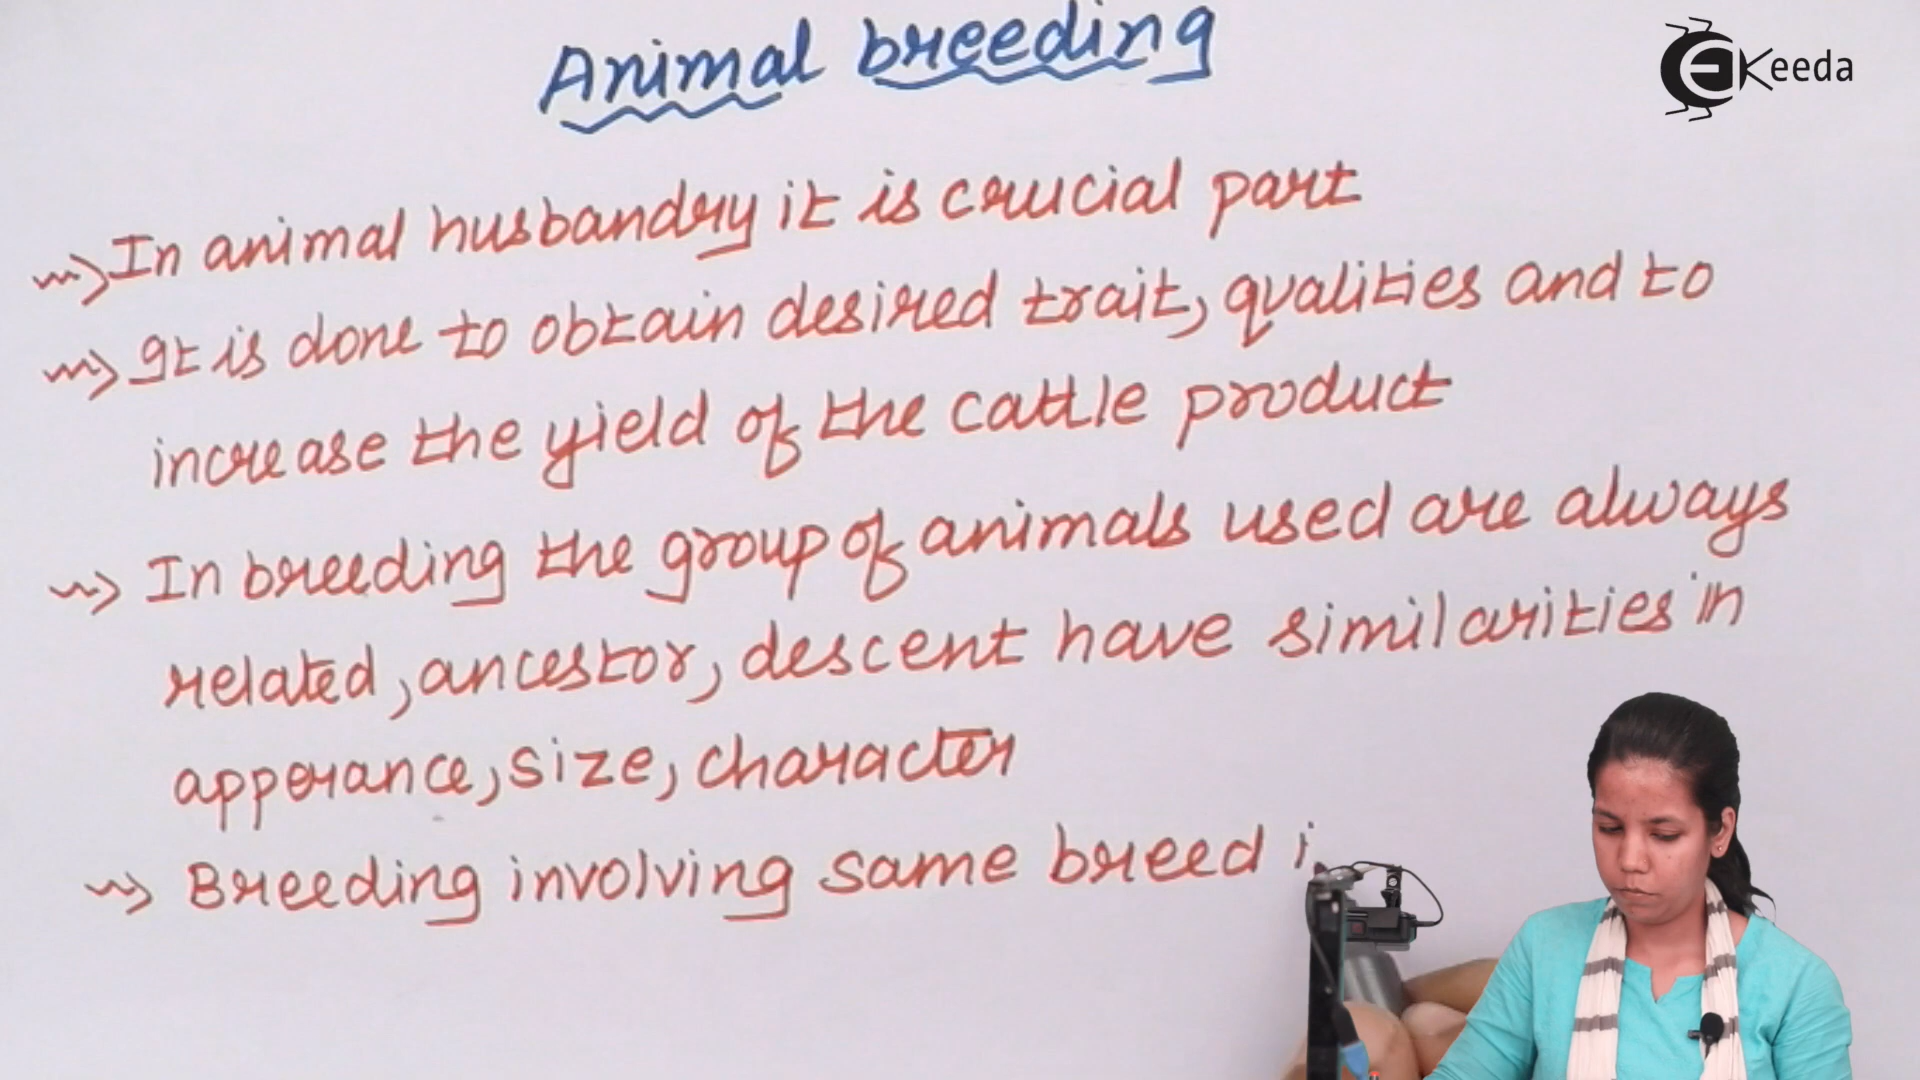 Animal breeding
EKeeda
In animal husbandry it is crucial part
It is done to obtain desired trait, qualities and to
increase the yield of the cattle product
In breeding the group of animals used are always
related, ancestor, descent have similarities in
apperance, size, character
Breeding involving same breed i